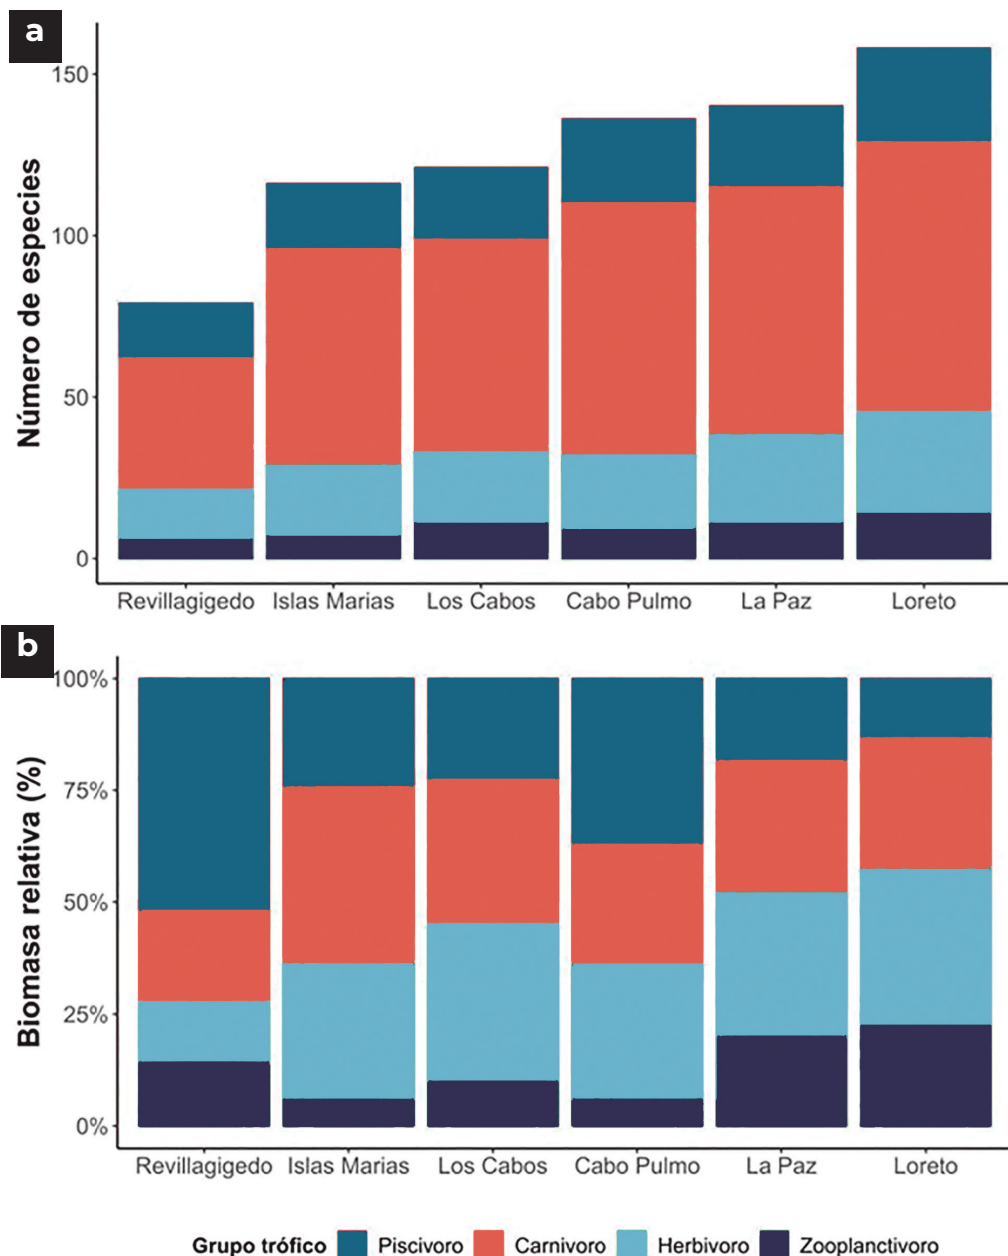 a
Número de especies
150
100
50
0
Revillagigedo Islas Marias Los Cabos Cabo Pulmo La Paz Loreto
b
Biomasa relativa (%)
100%
75%
50%
25%
0%
Revillagigedo Islas Marias Los Cabos Cabo Pulmo La Paz Loreto
Grupo trófico Piscivoro Carnivoro Herbivoro Zooplanctivoro